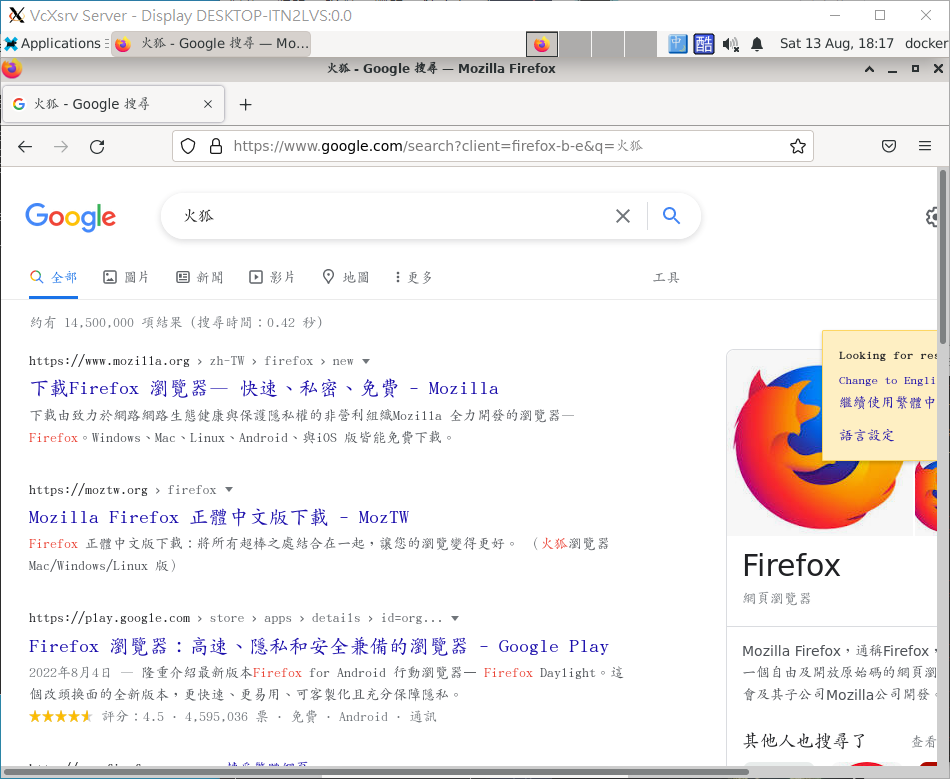 VcXsrv Server - Display DESKTOP-ITN2LVS:0.0
Applications
火狐 - Google 搜尋 — Mo...
中
酷
Sat 13 Aug, 18:17
docker
火狐 - Google 搜尋 — Mozilla Firefox
火狐 - Google 搜尋
https://www.google.com/search?client=firefox-b-e&q=火狐
Google
火狐
全部
圖片
新聞
影片
地圖
更多
工具
約有 14,500,000 項結果 (搜尋時間：0.42 秒)
https://www.mozilla.org › zh-TW › firefox › new
下載Firefox 瀏覽器— 快速、私密、免費 - Mozilla
下載由致力於網路網路生態健康與保護隱私權的非營利組織Mozilla 全力開發的瀏覽器—
Firefox。Windows、Mac、Linux、Android、與iOS 版皆能免費下載。
https://moztw.org › firefox
Mozilla Firefox 正體中文版下載 - MozTW
Firefox 正體中文版下載：將所有超棒之處結合在一起，讓您的瀏覽變得更好。 (火狐瀏覽器
Mac/Windows/Linux 版)
https://play.google.com › store › apps › details › id=org...
Firefox 瀏覽器：高速、隱私和安全兼備的瀏覽器 - Google Play
2022年8月4日 — 隆重介紹最新版本Firefox for Android 行動瀏覽器— Firefox Daylight。這
個改頭換面的全新版本，更快速、更易用、可客製化且充分保障隱私。
評分：4.5 · 4,595,036 票 · 免費 · Android · 通訊
Looking for res
Change to Engli
繼續使用繁體中
語言設定
Firefox
網頁瀏覽器
Mozilla Firefox，通稱Firefox，
一個自由及開放原始碼的網頁瀏
會及其子公司Mozilla公司開發。
其他人也搜尋了
查看